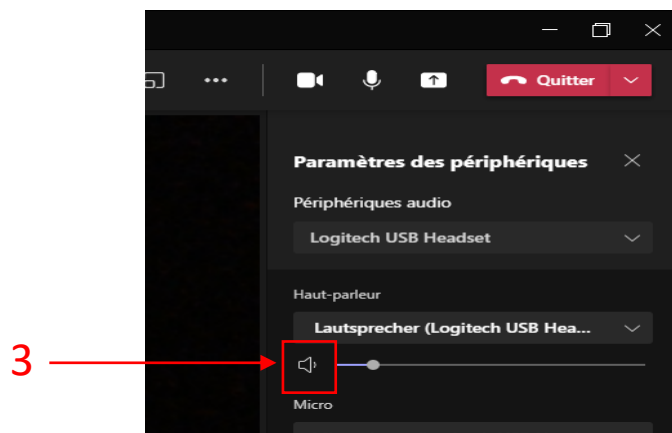 Quitter
Paramètres des périphériques
Périphériques audio
Logitech USB Headset
Haut-parleur
Lautsprecher (Logitech USB Hea...
3
Micro